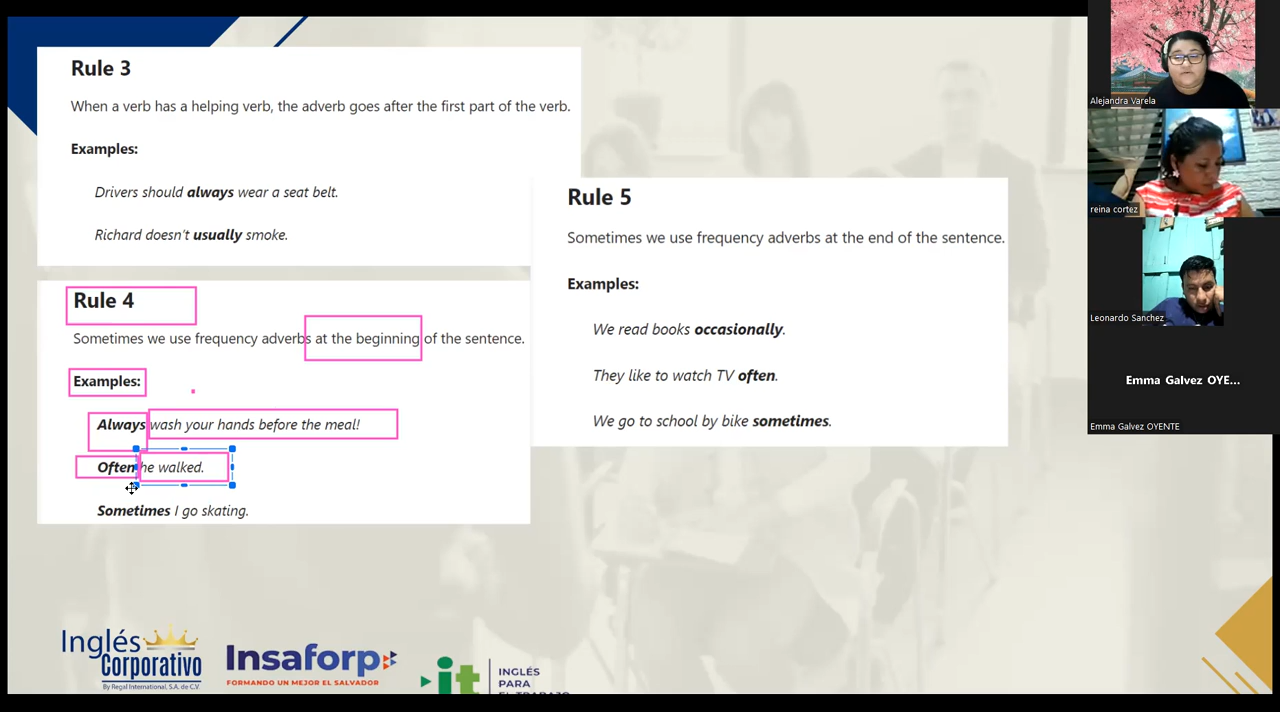 Rule 3
When a verb has a helping verb, the adverb goes after the first part of the verb.
Examples:
Drivers should always wear a seat belt.
Richard doesn't usually smoke.
Rule 4
Sometimes we use frequency adverbs at the beginning of the sentence.
Examples:
Always wash your hands before the meal!
Often he walked.
Sometimes I go skating.
Rule 5
Sometimes we use frequency adverbs at the end of the sentence.
Examples:
We read books occasionally.
They like to watch TV often.
We go to school by bike sometimes.
Inglés
Corporativo
By Regal International, S.A. de C.V.
Insaforp
FORMANDO UN MEJOR EL SALVADOR
it
INGLÉS
PARA
EL TRABAJO
Alejandra Varela
reina cortez
Leonardo Sanchez
Emma Galvez OYE...
Emma Galvez OYENTE